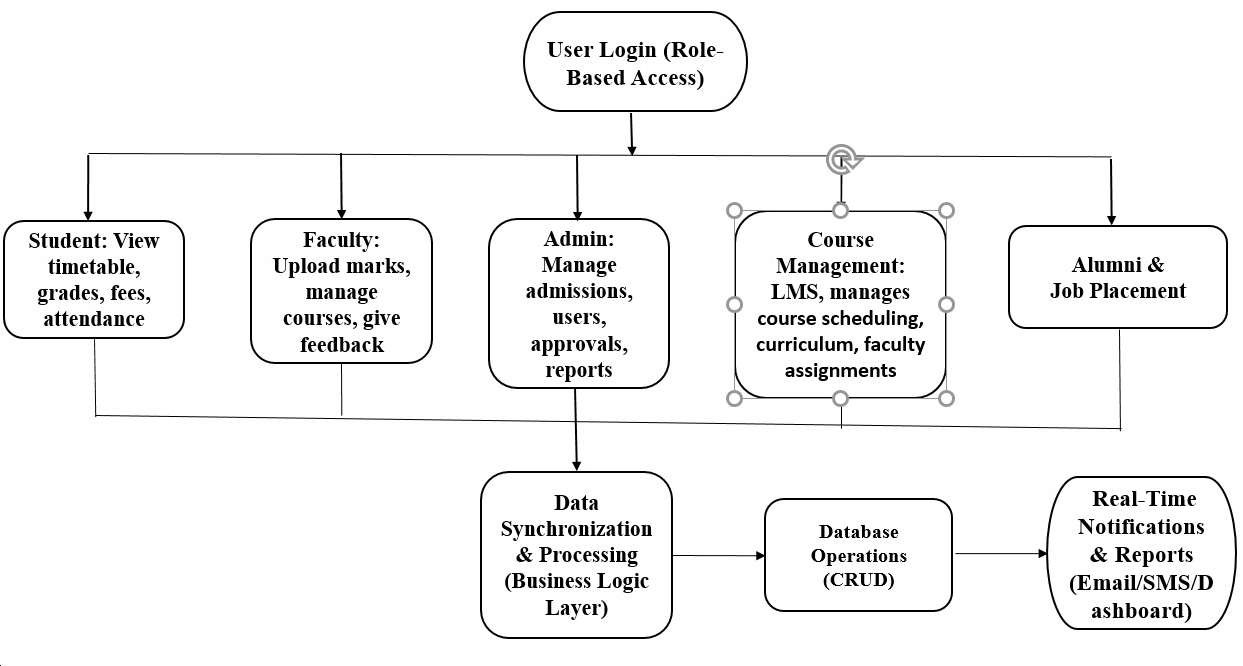 User Login (Role-
Based Access)
Student: View
timetable,
grades, fees,
attendance
Faculty:
Upload marks,
manage
courses, give
feedback
Admin:
Manage
admissions,
users,
approvals,
reports
Course
Management:
LMS, manages
course scheduling,
curriculum, faculty
assignments
Alumni &
Job Placement
Data
Synchronization
& Processing
(Business Logic
Layer)
Database
Operations
(CRUD)
Real-Time
Notifications
& Reports
(Email/SMS/D
ashboard)